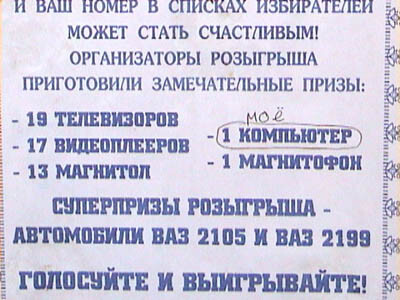 И ВАШ НОМЕР В СПИСКАХ ИЗБИРАТЕЛЕЙ
МОЖЕТ СТАТЬ СЧАСТЛИВЫМ!
ОРГАНИЗАТОРЫ РОЗЫГРЫША
ПРИГОТОВИЛИ ЗАМЕЧАТЕЛЬНЫЕ ПРИЗЫ:
- 19 ТЕЛЕВИЗОРОВ
- 17 ВИДЕОПЛЕЕРОВ
- 13 МАГНИТОЛ
моё
- 1 КОМПЬЮТЕР
- 1 МАГНИТОФОН
СУПЕРПРИЗЫ РОЗЫГРЫША -
АВТОМОБИЛИ ВАЗ 2105 И ВАЗ 2199
ГОЛОСУЙТЕ И ВЫИГРЫВАЙТЕ!